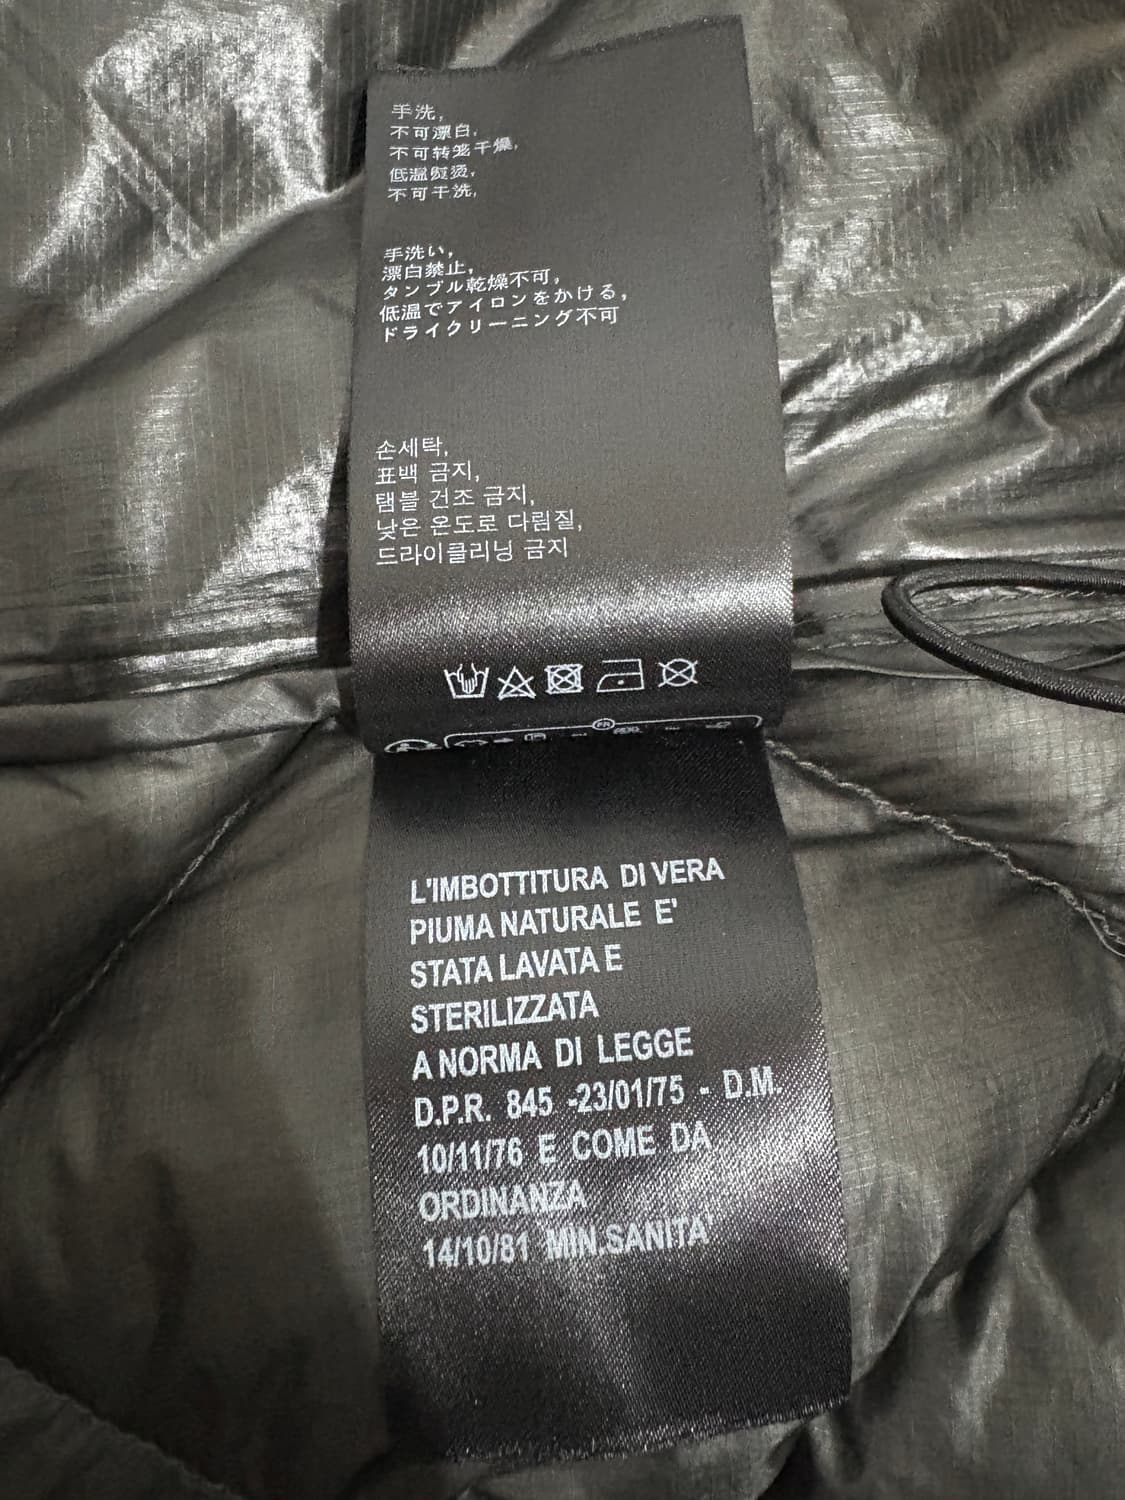 手洗,
不可漂白,
不可转笼干燥,
低温熨烫,
不可干洗,
手洗い,
漂白禁止,
タンブル乾燥不可,
低温でアイロンをかける,
ドライクリーニング不可
손세탁,
표백 금지,
탬블 건조 금지,
낮은 온도로 다림질,
드라이클리닝 금지
FR
L'IMBOTTITURA DI VERA
PIUMA NATURALE E'
STATA LAVATA E
STERILIZZATA
A NORMA DI LEGGE
D.P.R. 845 -23/01/75 - D.M.
10/11/76 E COME DA
ORDINANZA
14/10/81 MIN.SANITA'